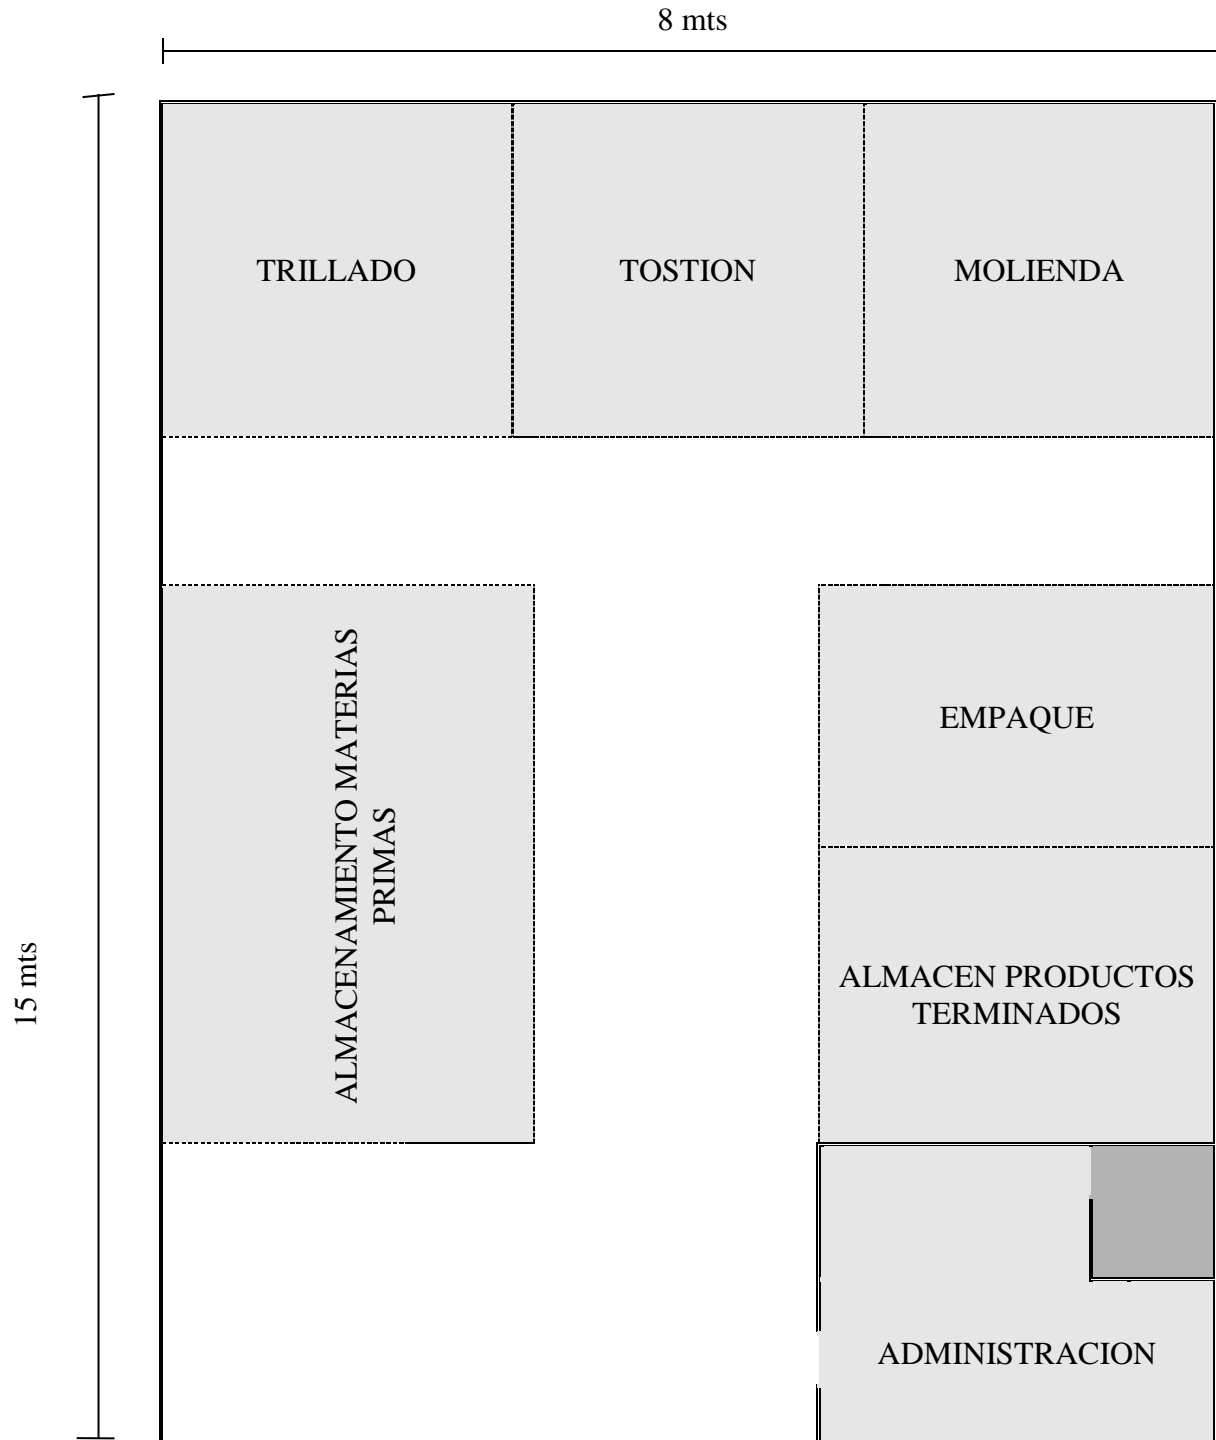 8 mts
TRILLADO
TOSTION
MOLIENDA
ALMACENAMIENTO MATERIAS
PRIMAS
EMPAQUE
15 mts
ALMACEN PRODUCTOS
TERMINADOS
ADMINISTRACION